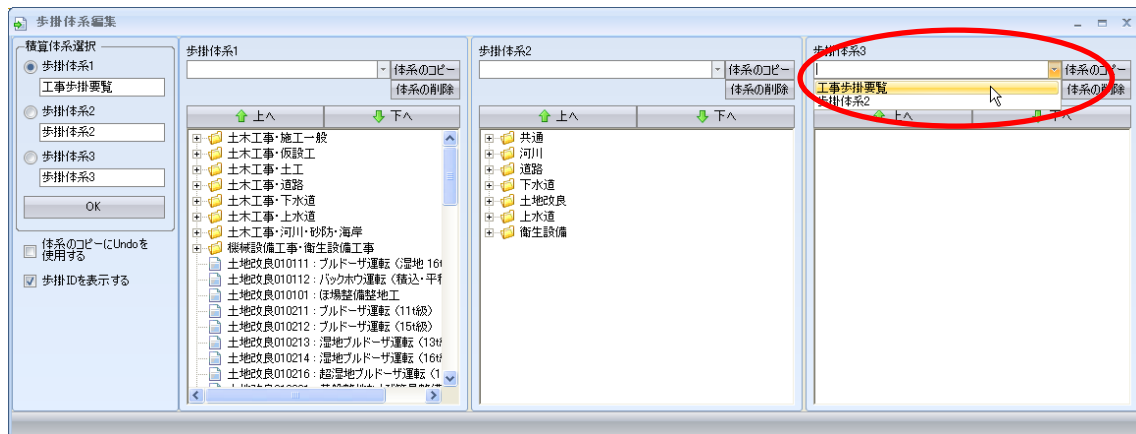 歩掛体系編集
積算体系選択
歩掛体系1
工事歩掛要覧
歩掛体系2
歩掛体系2
歩掛体系3
歩掛体系3
OK
体系のコピーにUndoを
使用する
歩掛IDを表示する
歩掛体系1
体系のコピー
体系の削除
上へ 下へ
土木工事・施工一般
土木工事・仮設工
土木工事・土工
土木工事・道路
土木工事・下水道
土木工事・上水道
土木工事・河川・砂防・海岸
機械設備工事・衛生設備工事
土地改良010111:ブルドーザ運転(湿地 16t
土地改良010112:バックホウ運転(積込・平積
土地改良010101:ほ場整備整地工
土地改良010211:ブルドーザ運転(11t級)
土地改良010212:ブルドーザ運転(15t級)
土地改良010213:湿地ブルドーザ運転(13t
土地改良010214:湿地ブルドーザ運転(16t
土地改良010216:超湿地ブルドーザ運転(1
歩掛体系2
体系のコピー
体系の削除
上へ 下へ
共通
河川
道路
下水道
土地改良
上水道
衛生設備
歩掛体系3
体系のコピー
工事歩掛要覧
体系の削除
歩掛体系2
上へ 下へ